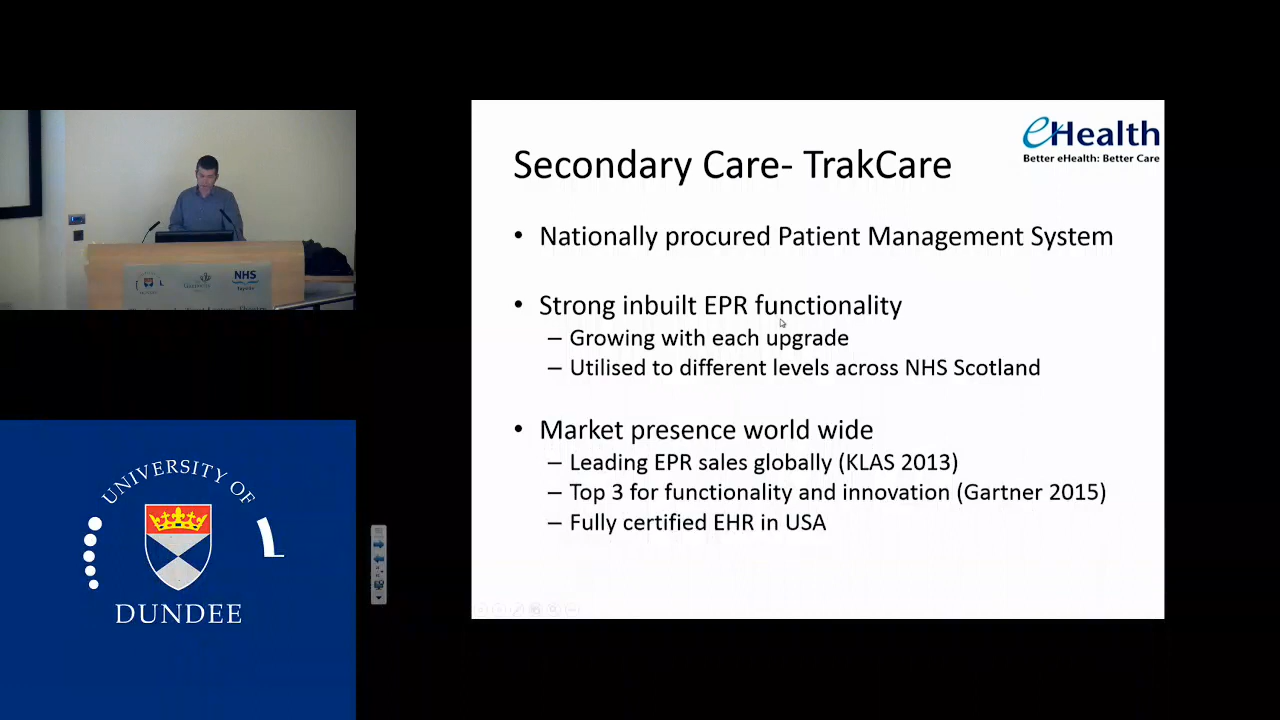 eHealth
Better eHealth: Better Care
Secondary Care- TrakCare
• Nationally procured Patient Management System
• Strong inbuilt EPR functionality
– Growing with each upgrade
– Utilised to different levels across NHS Scotland
• Market presence world wide
– Leading EPR sales globally (KLAS 2013)
– Top 3 for functionality and innovation (Gartner 2015)
– Fully certified EHR in USA
NHS
UNIVERSITY OF
DUNDEE